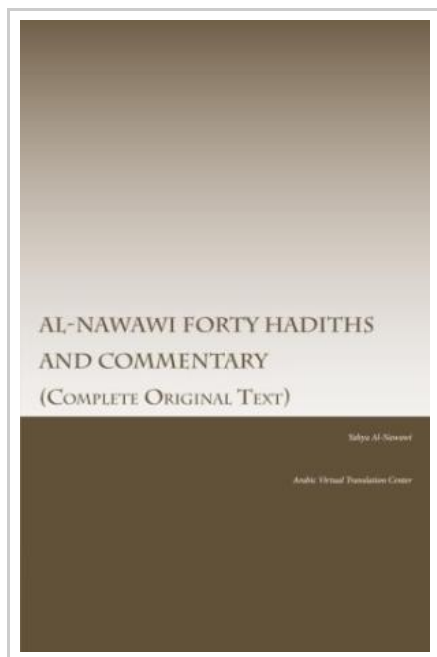 AL-NAWAWI FORTY HADITHS
AND COMMENTARY
(COMPLETE ORIGINAL TEXT)
Yahya Al-Nawawi
Arabic Virtual Translation Center